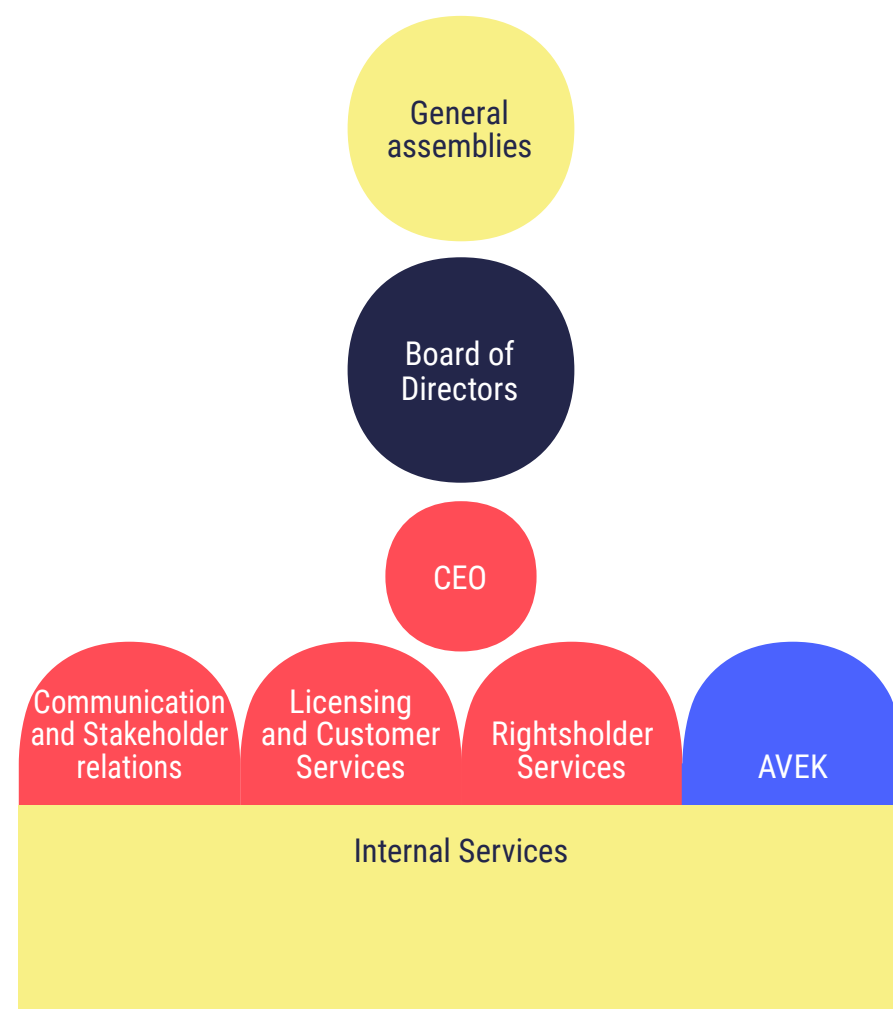 General
assemblies
Board of
Directors
CEO
Communication
and Stakeholder
relations
Licensing
and Customer
Services
Rightsholder
Services
AVEK
Internal Services